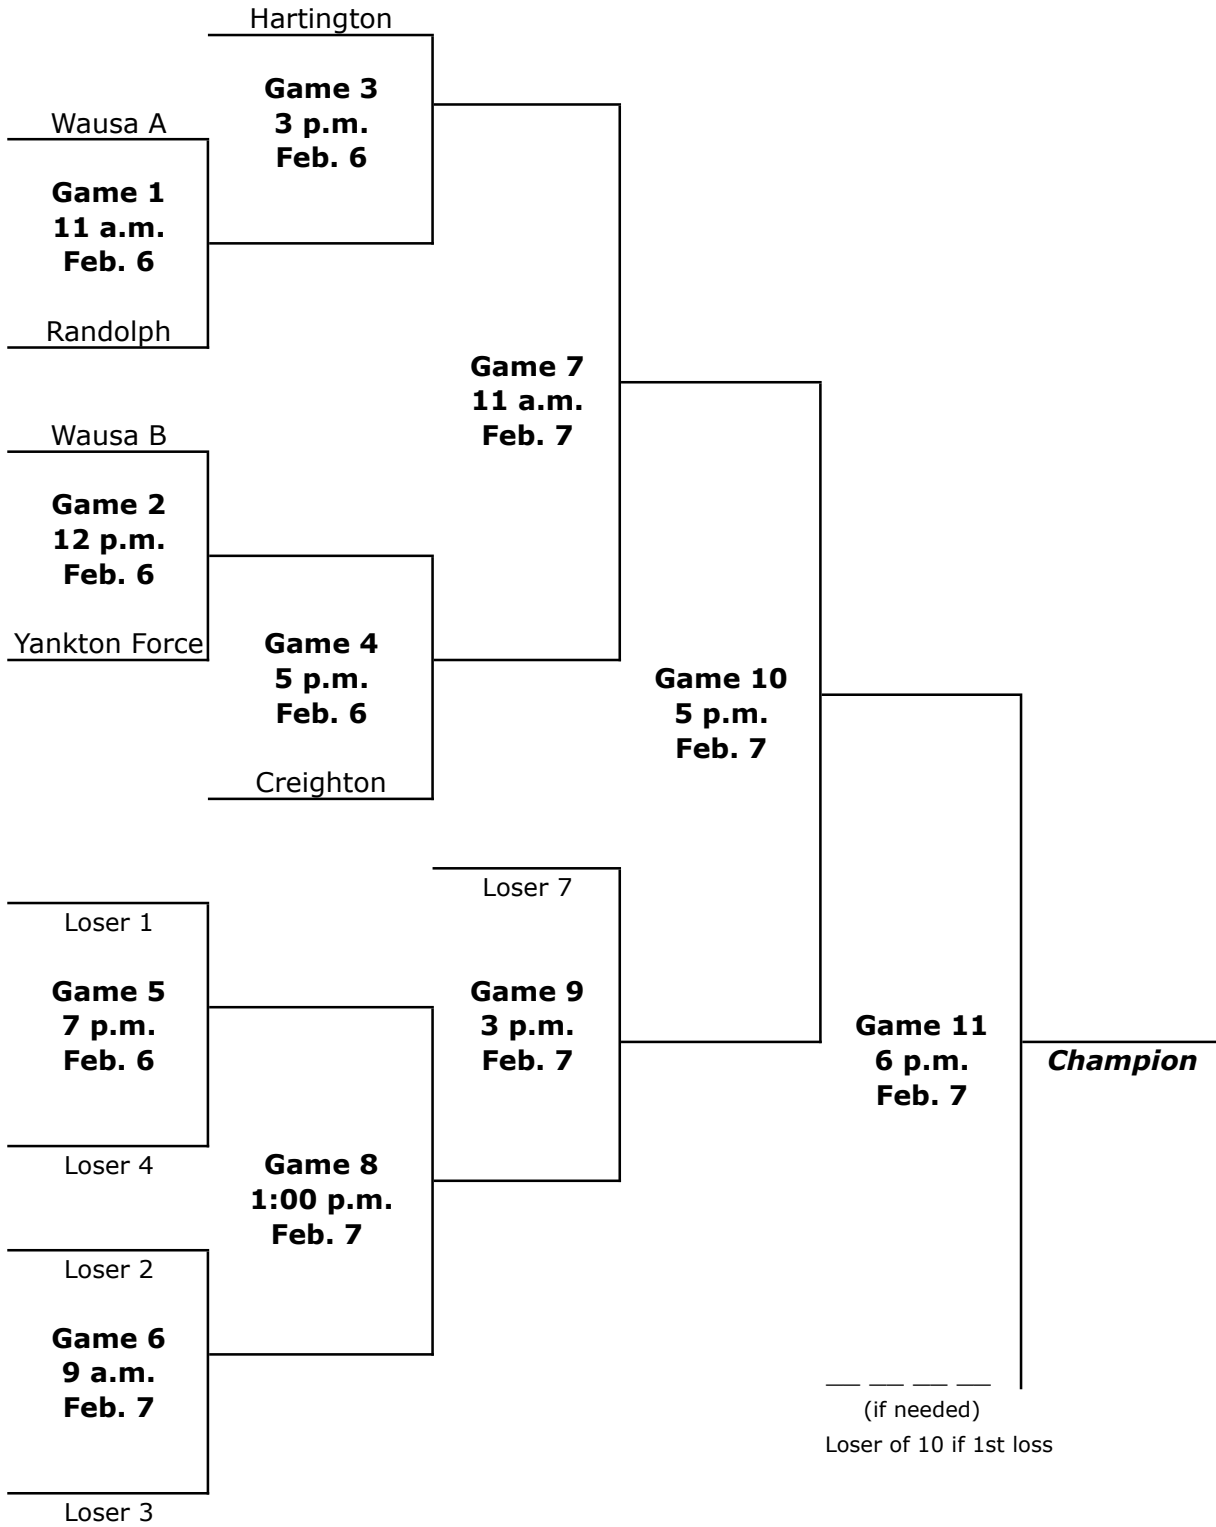 Hartington
Game 3
3 p.m.
Feb. 6
Wausa A
Game 1
11 a.m.
Feb. 6
Randolph
Game 7
11 a.m.
Feb. 7
Wausa B
Game 2
12 p.m.
Feb. 6
Yankton Force
Game 4
5 p.m.
Feb. 6
Creighton
Game 10
5 p.m.
Feb. 7
Loser 7
Loser 1
Game 5
7 p.m.
Feb. 6
Loser 4
Game 9
3 p.m.
Feb. 7
Game 11
6 p.m.
Feb. 7
Champion
Game 8
1:00 p.m.
Feb. 7
Loser 2
Game 6
9 a.m.
Feb. 7
Loser 3
(if needed)
Loser of 10 if 1st loss